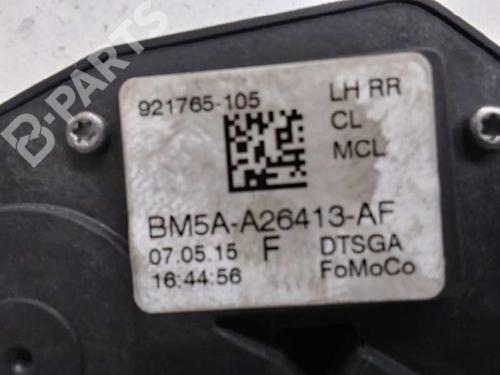 B-PARTS
921765-105
LH RR
CL
MCL
BM5A-A26413-AF
07.05.15 F DTSGA
16:44:56 FoMoCo